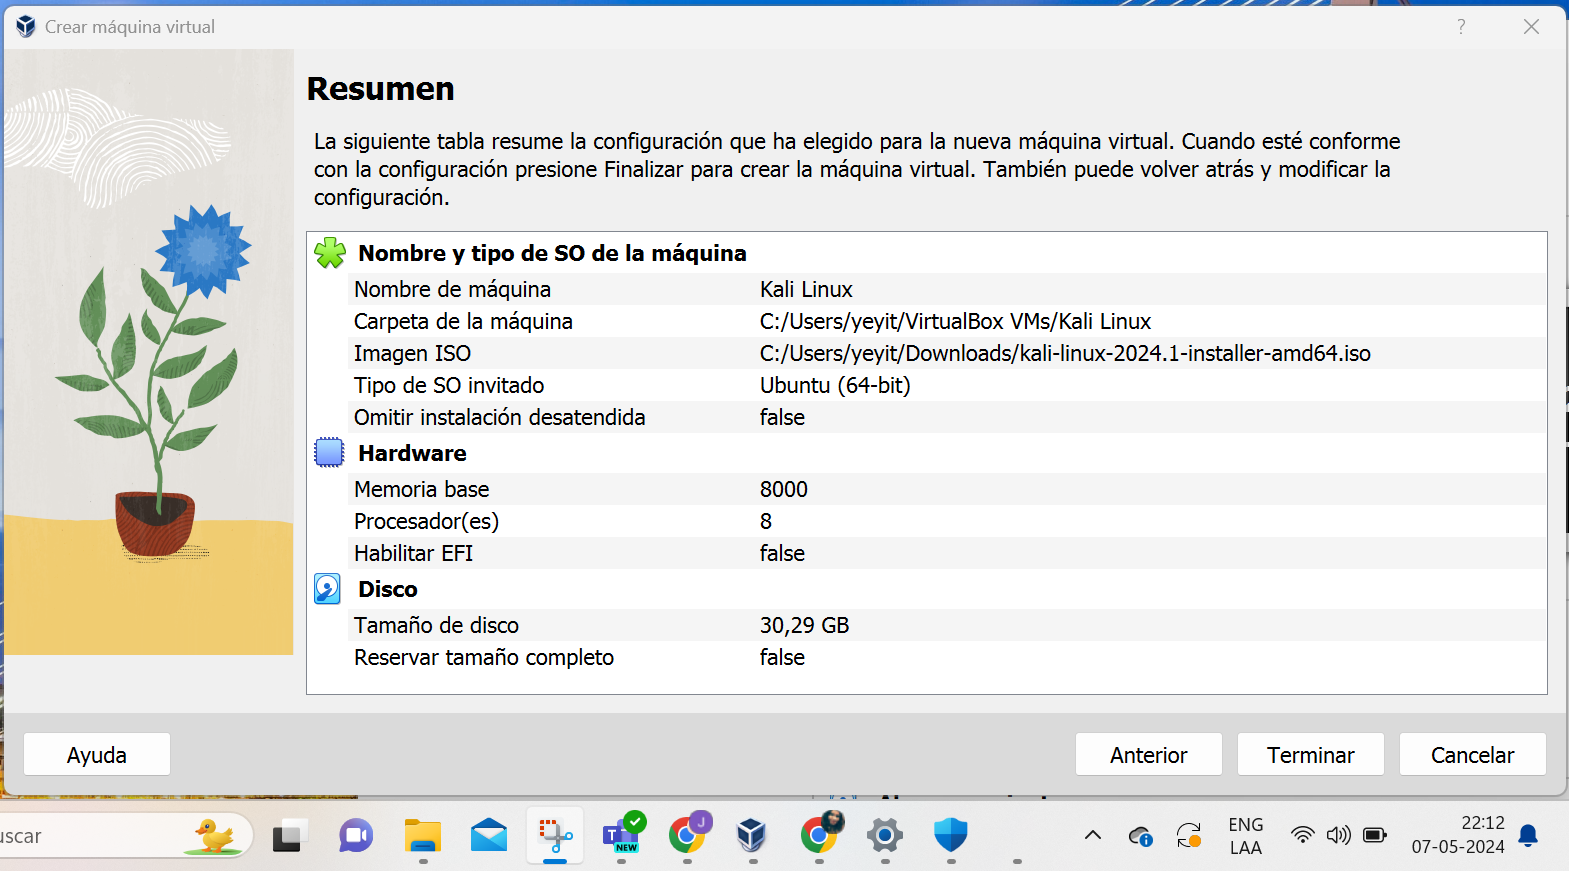 Crear máquina virtual
?
Resumen
La siguiente tabla resume la configuración que ha elegido para la nueva máquina virtual. Cuando esté conforme
con la configuración presione Finalizar para crear la máquina virtual. También puede volver atrás y modificar la
configuración.
Nombre y tipo de SO de la máquina
Nombre de máquina Kali Linux
Carpeta de la máquina C:/Users/yeyit/VirtualBox VMs/Kali Linux
Imagen ISO C:/Users/yeyit/Downloads/kali-linux-2024.1-installer-amd64.iso
Tipo de SO invitado Ubuntu (64-bit)
Omitir instalación desatendida false
Hardware
Memoria base 8000
Procesador(es) 8
Habilitar EFI false
Disco
Tamaño de disco 30,29 GB
Reservar tamaño completo false
Ayuda Anterior Terminar Cancelar
uscar
T NEW
J
ENG
LAA
22:12
07-05-2024